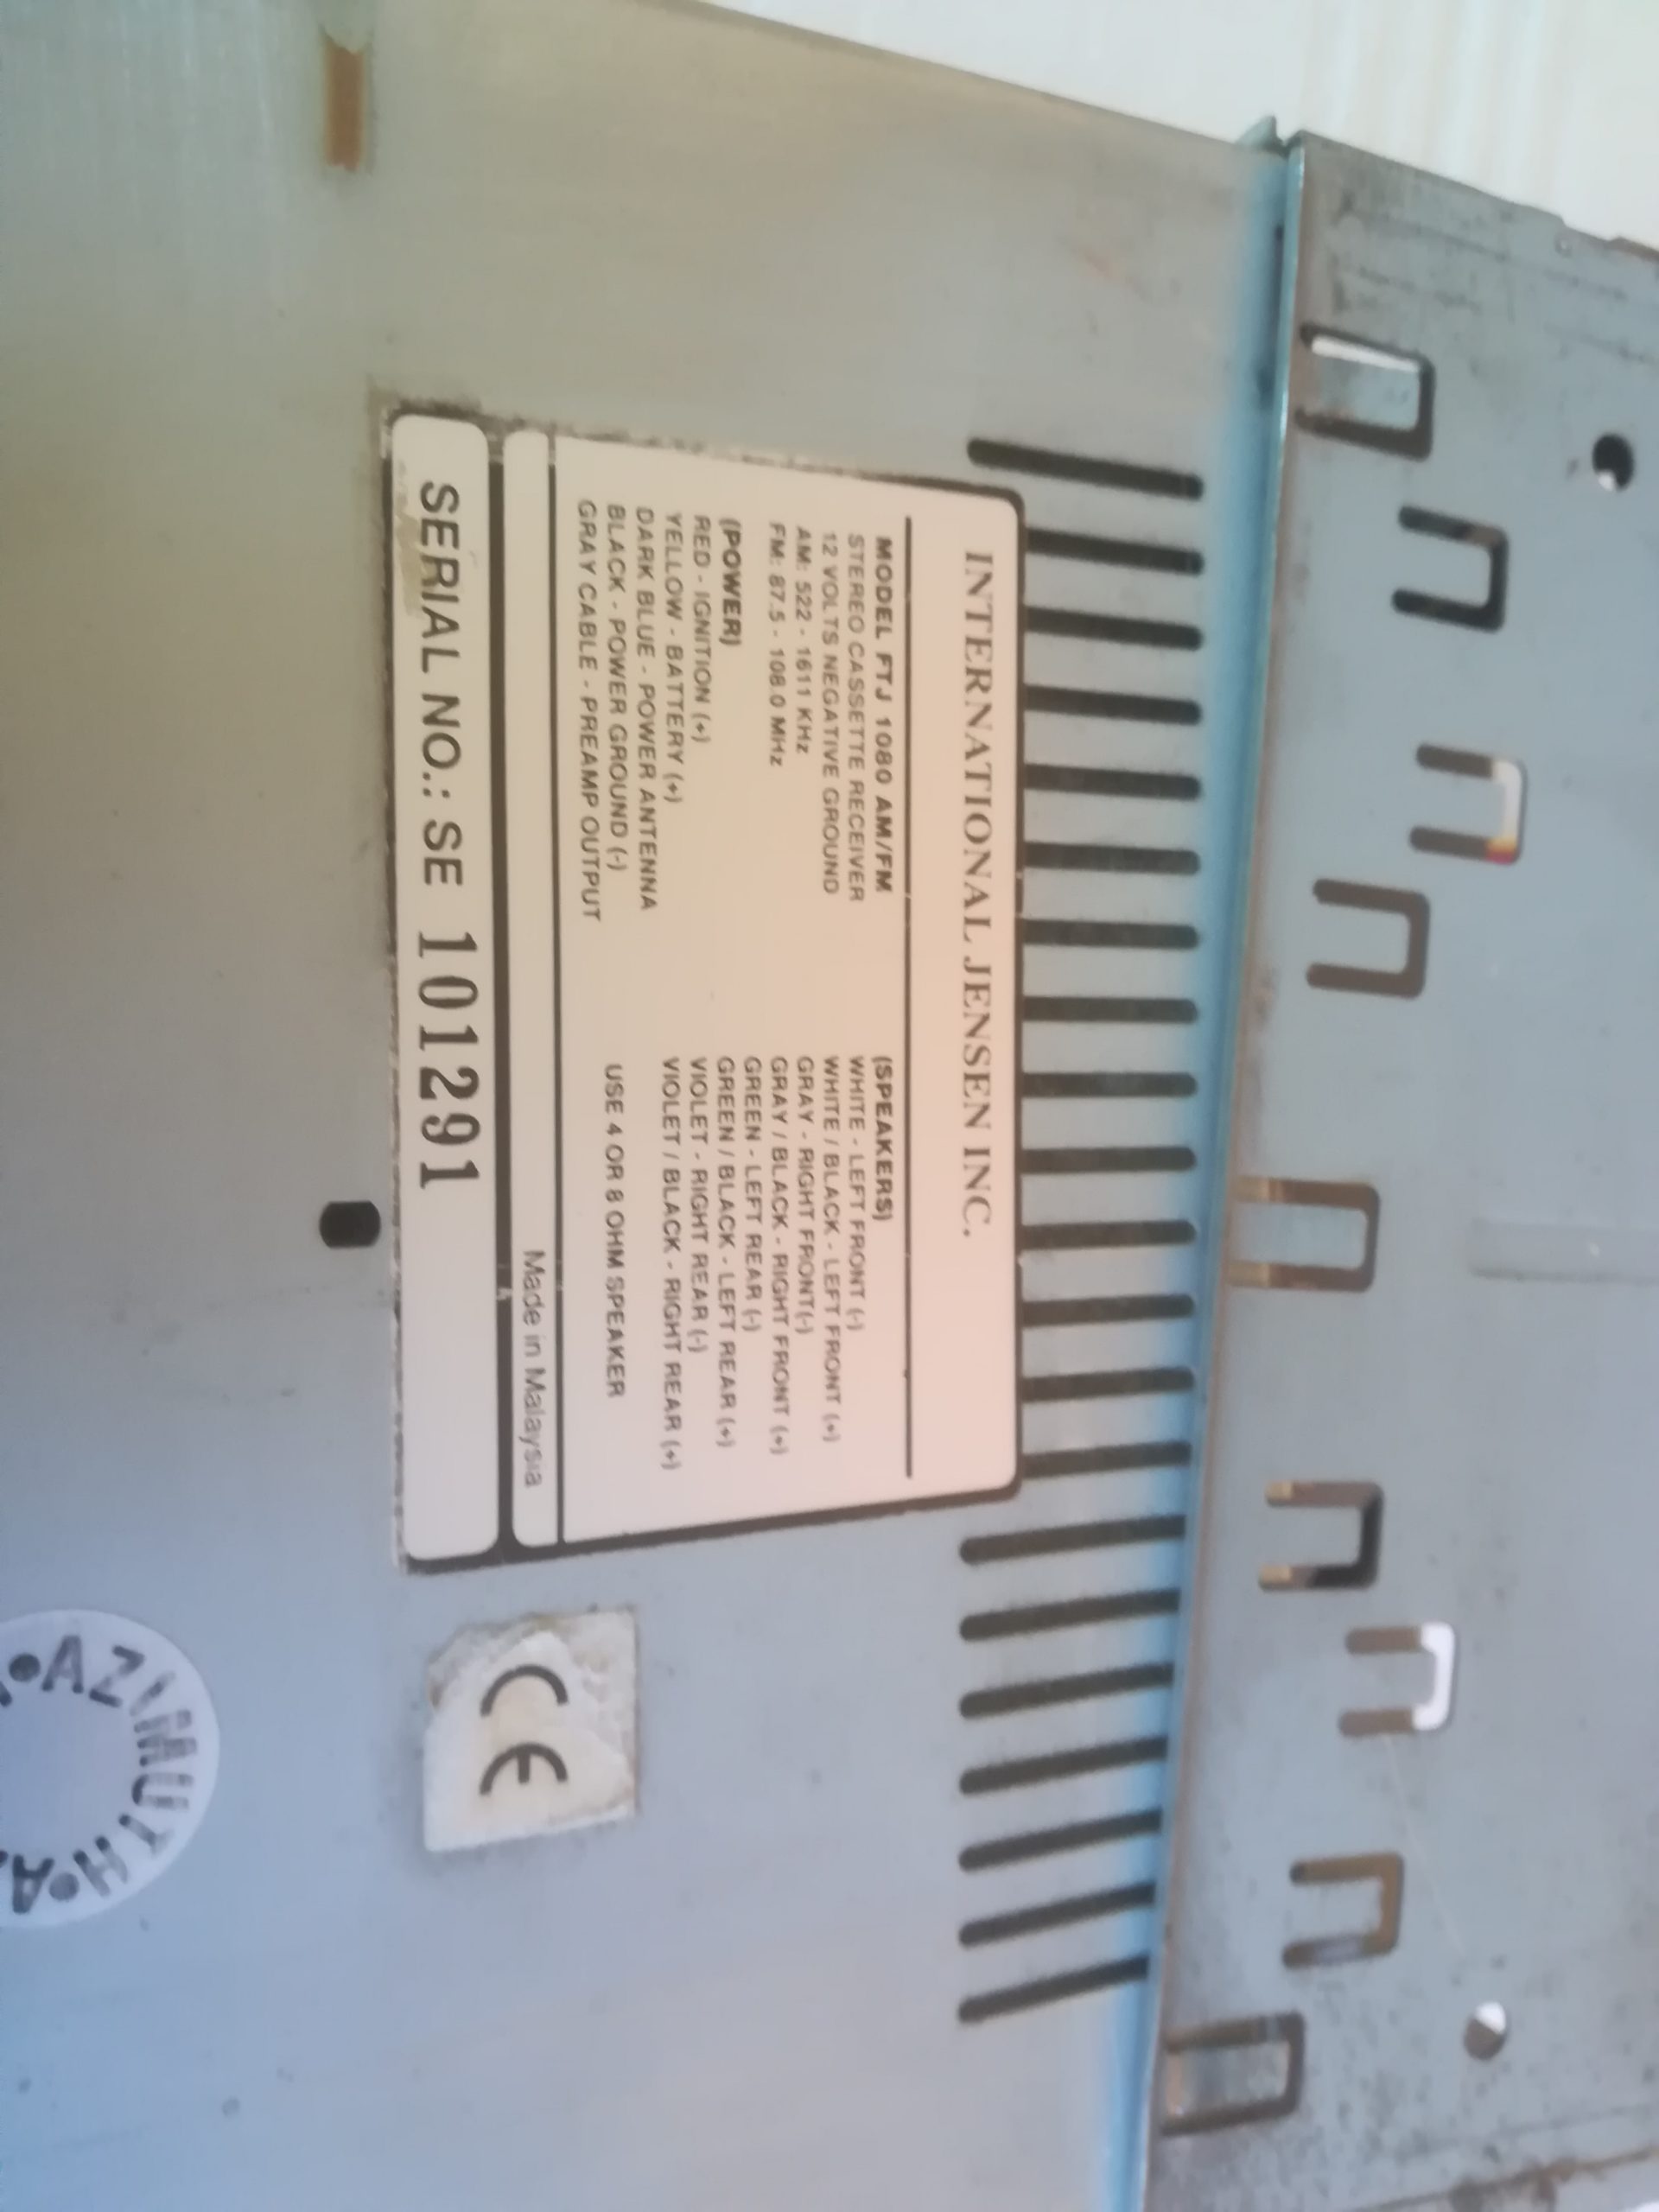 INTERNATIONAL JENSEN INC.
MODEL FTJ 1080 AM/FM
STEREO CASSETTE RECEIVER
12 VOLTS NEGATIVE GROUND
AM: 522 - 1611 KHz
FM: 87.5 - 108.0 MHz
(POWER)
RED - IGNITION (+)
YELLOW - BATTERY (+)
DARK BLUE - POWER ANTENNA
BLACK - POWER GROUND (-)
GRAY CABLE - PREAMP OUTPUT
(SPEAKERS)
WHITE - LEFT FRONT (-)
WHITE / BLACK - LEFT FRONT (+)
GRAY - RIGHT FRONT(-)
GRAY / BLACK - RIGHT FRONT (+)
GREEN - LEFT REAR (-)
GREEN / BLACK - LEFT REAR (+)
VIOLET - RIGHT REAR (-)
VIOLET / BLACK - RIGHT REAR (+)
USE 4 OR 8 OHM SPEAKER
Made in Malaysia
SERIAL NO.: SE 101291
CE
•AZIMUTH•